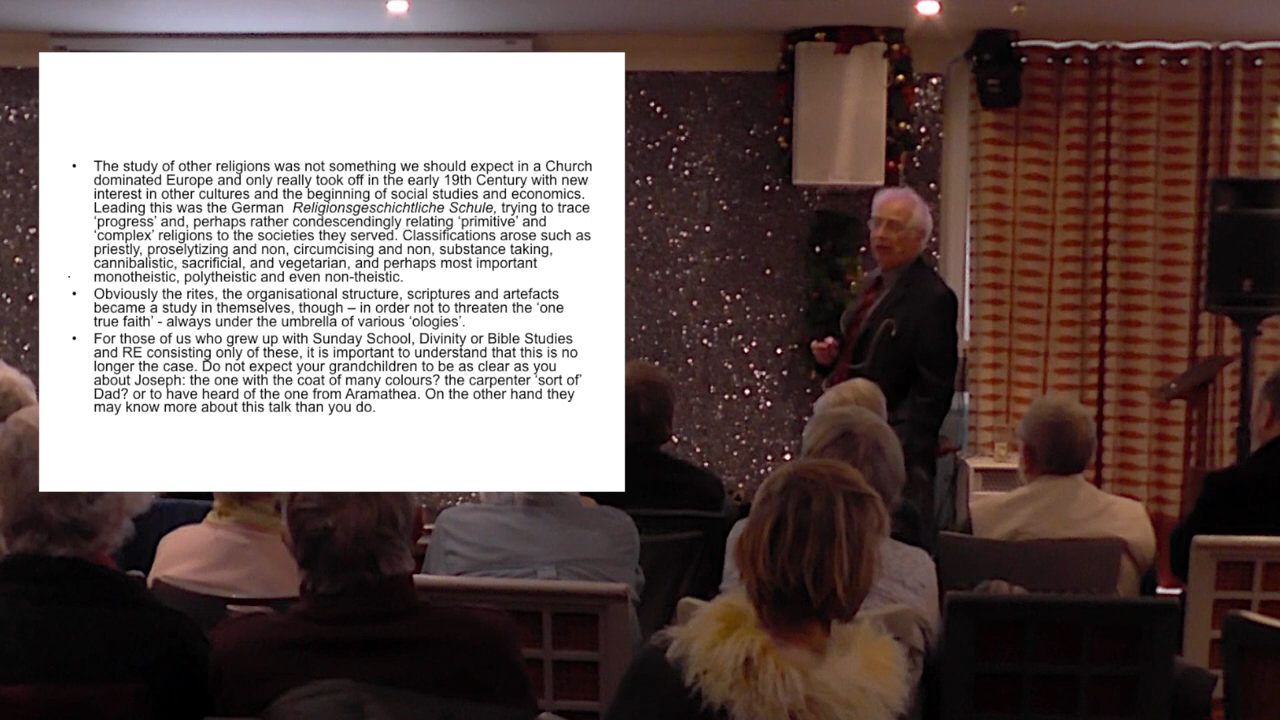 • The study of other religions was not something we should expect in a Church
dominated Europe and only really took off in the early 19th Century with new
interest in other cultures and the beginning of social studies and economics.
Leading this was the German Religionsgeschichtliche Schule, trying to trace
‘progress’ and, perhaps rather condescendingly relating ‘primitive’ and
‘complex’ religions to the societies they served. Classifications arose such as
priestly, proselytizing and non, circumcising and non, substance taking,
cannibalistic, sacrificial, and vegetarian, and perhaps most important
monotheistic, polytheistic and even non-theistic.
• Obviously the rites, the organisational structure, scriptures and artefacts
became a study in themselves, though – in order not to threaten the ‘one
true faith’ - always under the umbrella of various ‘ologies’.
• For those of us who grew up with Sunday School, Divinity or Bible Studies
and RE consisting only of these, it is important to understand that this is no
longer the case. Do not expect your grandchildren to be as clear as you
about Joseph: the one with the coat of many colours? the carpenter ‘sort of’
Dad? or to have heard of the one from Aramathea. On the other hand they
may know more about this talk than you do.